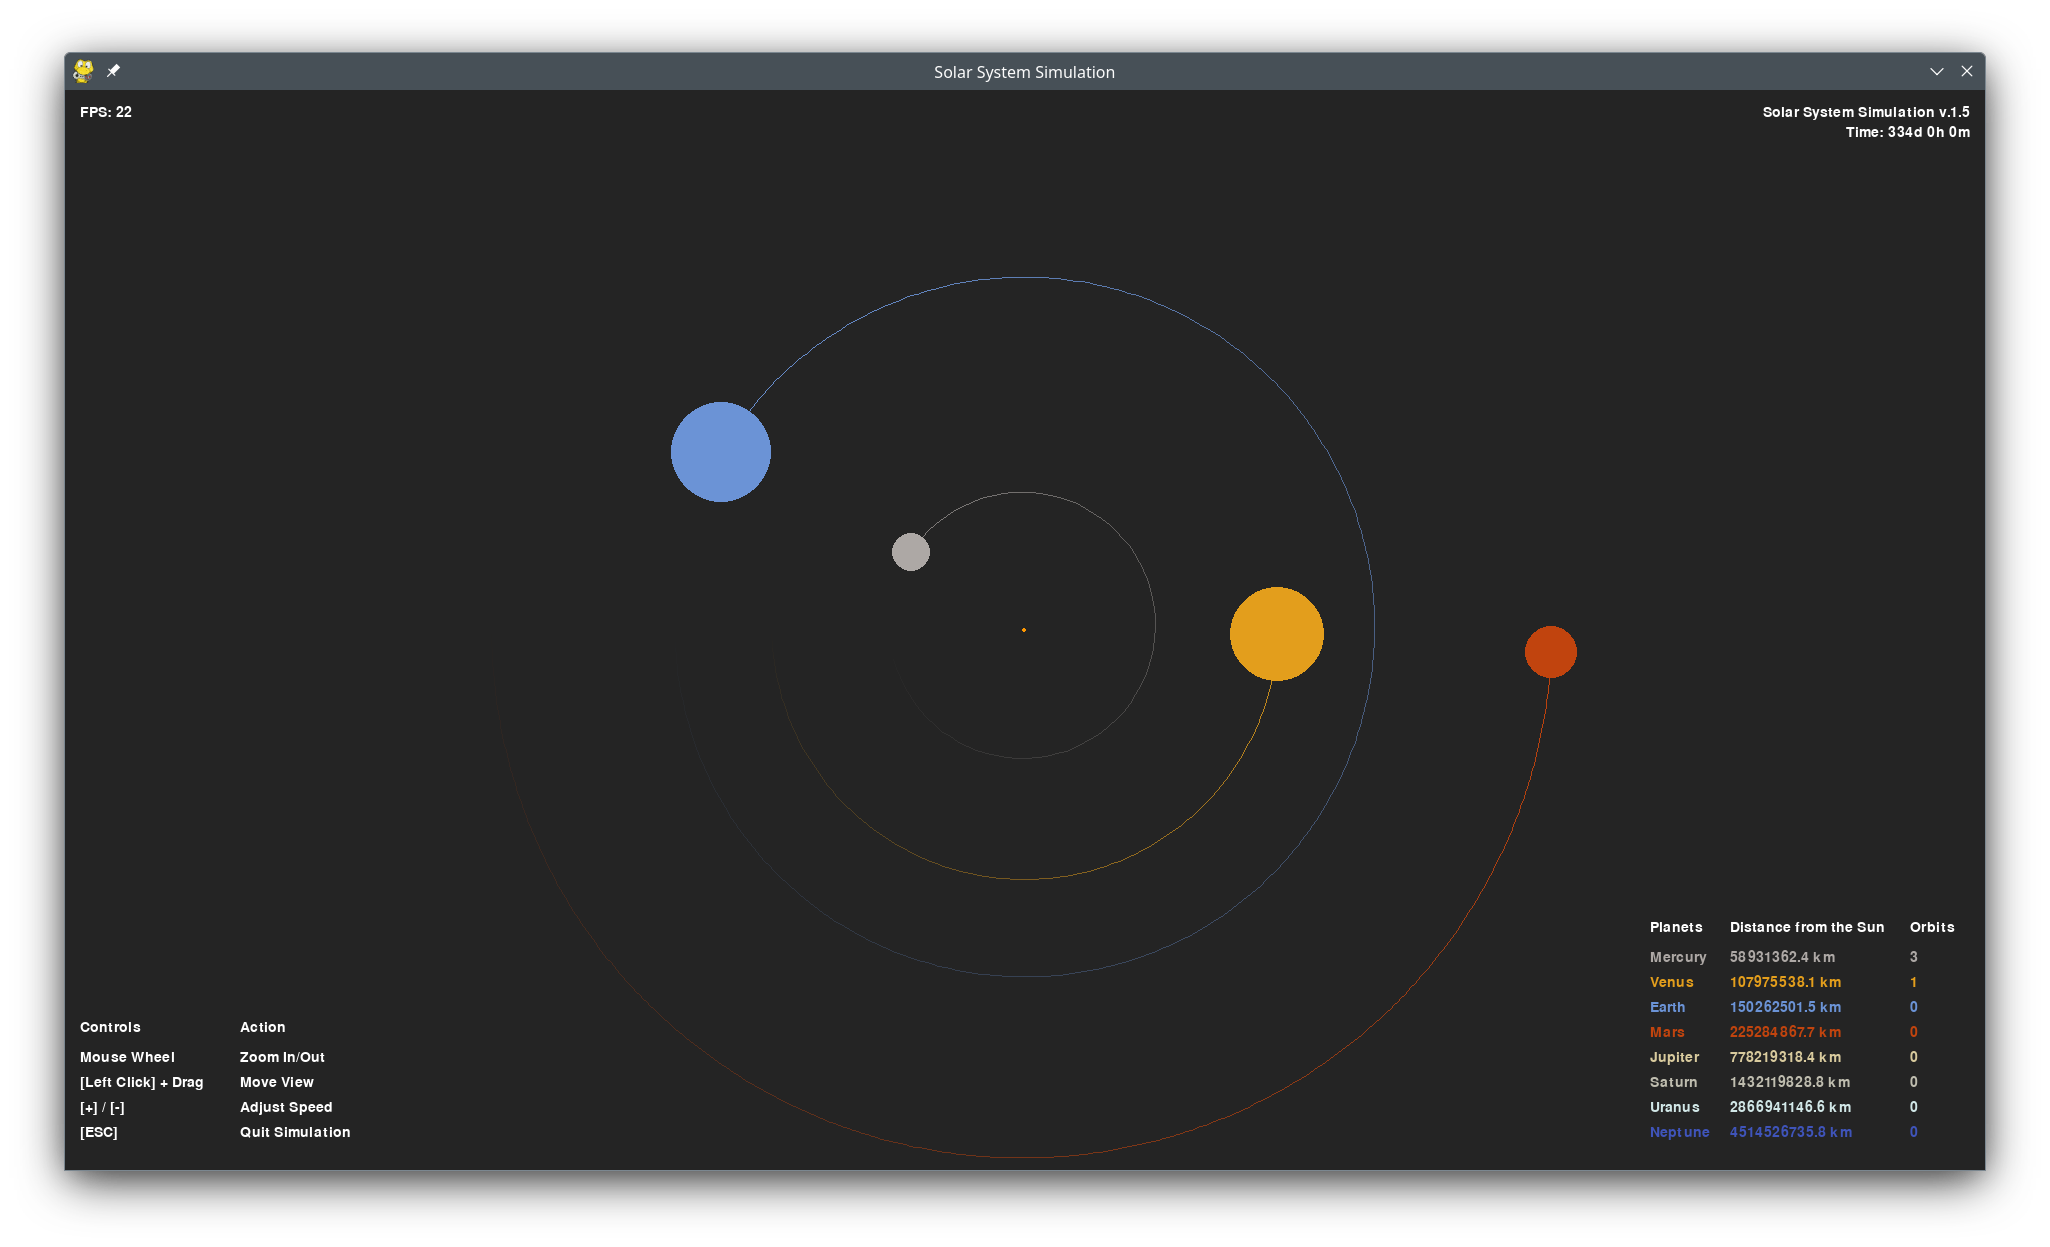 Solar System Simulation
FPS: 22
Solar System Simulation v.1.5
Time: 334d 0h 0m
Planets Distance from the Sun Orbits
Mercury 58931362.4 km 3
Venus 107975538.1 km 1
Earth 150262501.5 km 0
Mars 225284867.7 km 0
Jupiter 778219318.4 km 0
Saturn 1432119828.8 km 0
Uranus 2866941146.6 km 0
Neptune 4514526735.8 km 0
Controls Action
Mouse Wheel Zoom In/Out
[Left Click] + Drag Move View
[+] / [-] Adjust Speed
[ESC] Quit Simulation